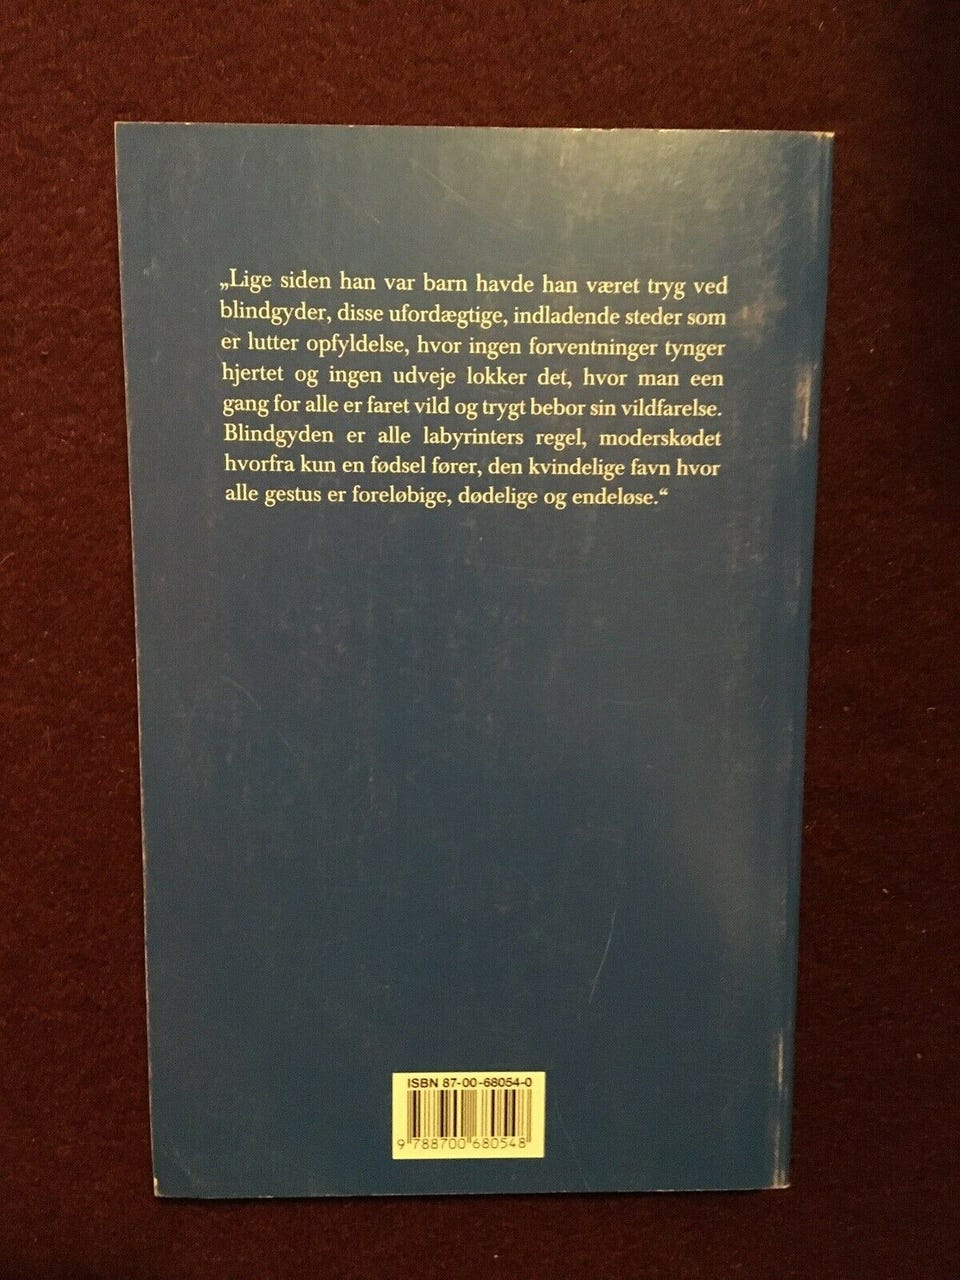 „Lige siden han var barn havde han været tryg ved
blindgyder, disse ufordægtige, indladende steder som
er lutter opfyldelse, hvor ingen forventninger tynger
hjertet og ingen udveje lokker det, hvor man een
gang for alle er faret vild og trygt bebor sin vildfarelse.
Blindgyden er alle labyrinters regel, moderskødet
hvorfra kun en fødsel fører, den kvindelige favn hvor
alle gestus er foreløbige, dødelige og endeløse.“
ISBN 87-00-68054-0
9 788700 680548